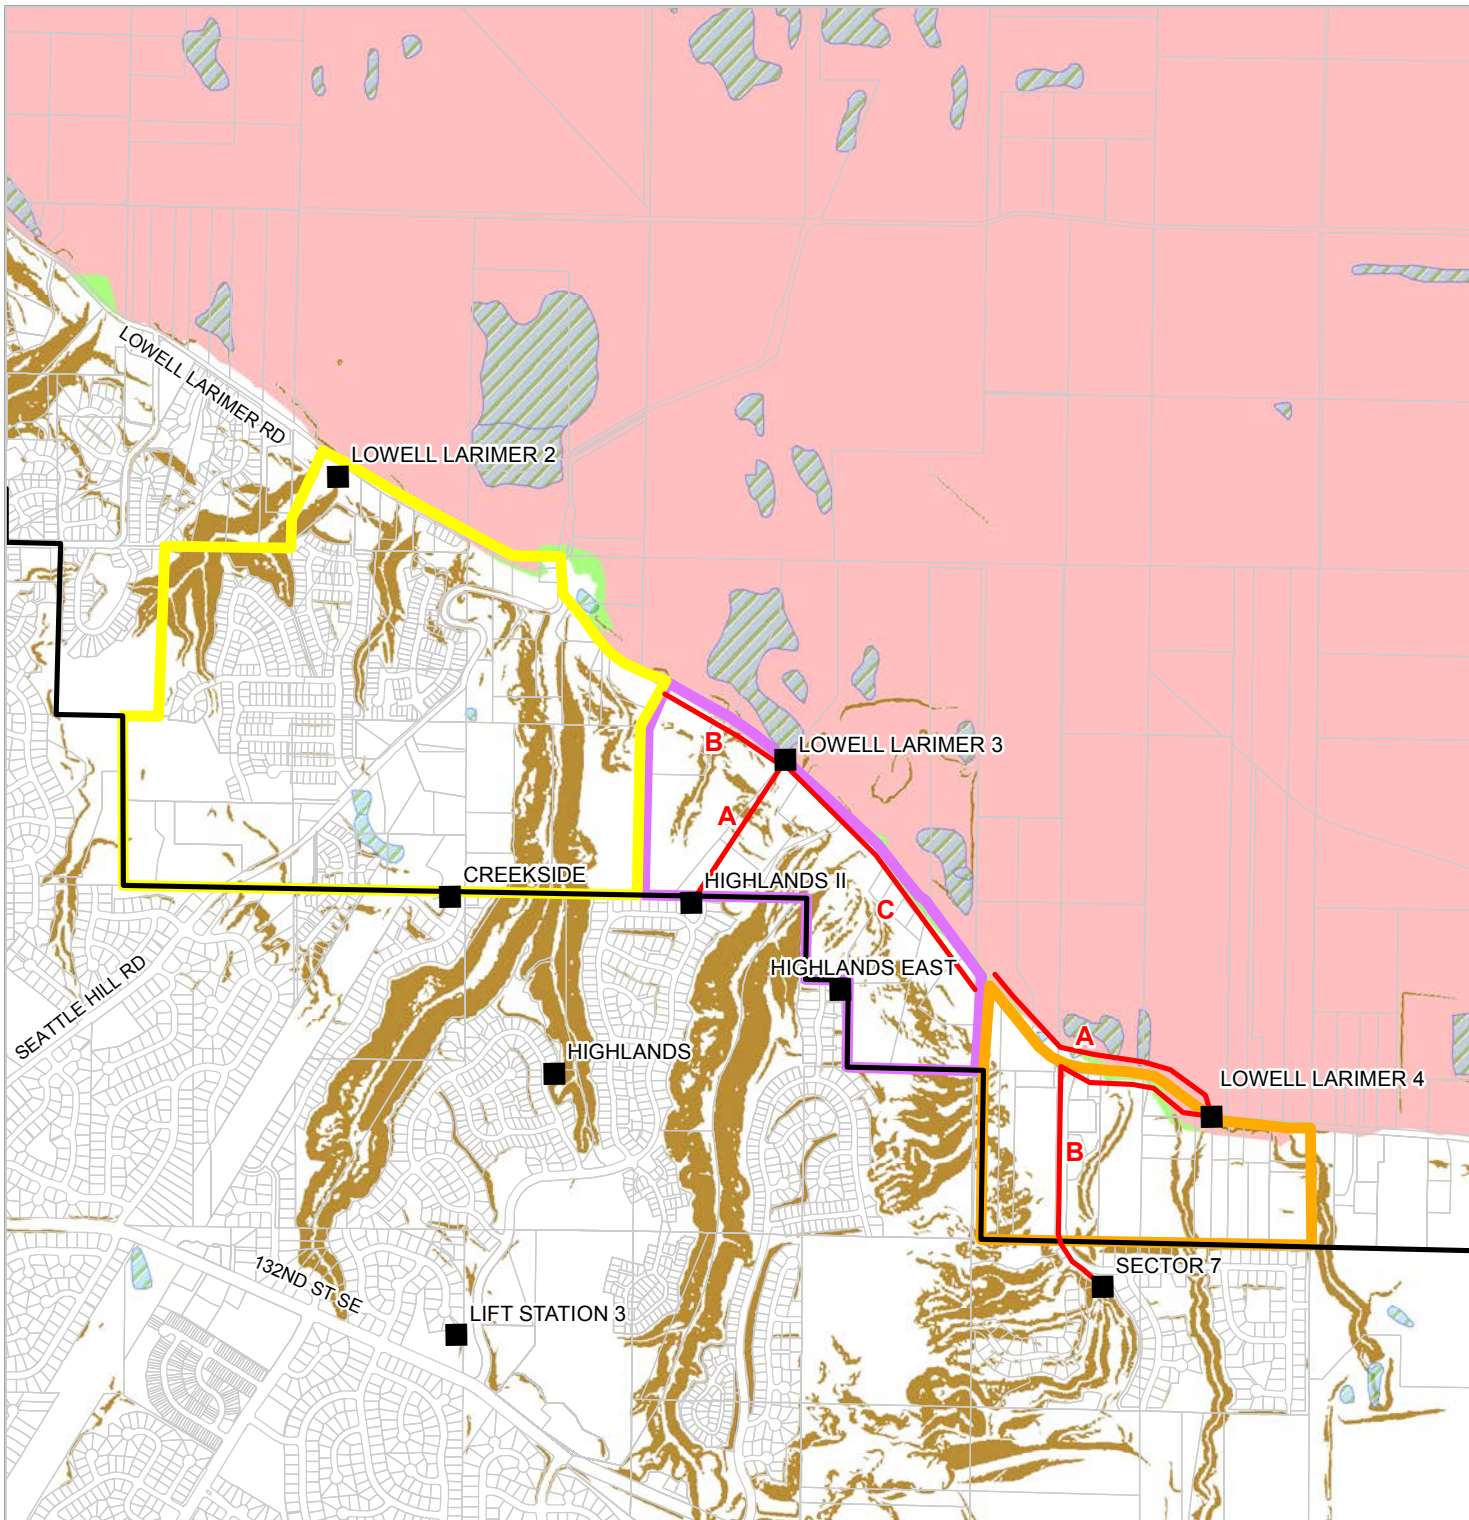 LOWELL LARIMER RD
LOWELL LARIMER 2
B
LOWELL LARIMER 3
A
CREEKSIDE
HIGHLANDS II
C
SEATTLE HILL RD
HIGHLANDS EAST
A
HIGHLANDS
LOWELL LARIMER 4
B
SECTOR 7
132ND ST SE
LIFT STATION 3